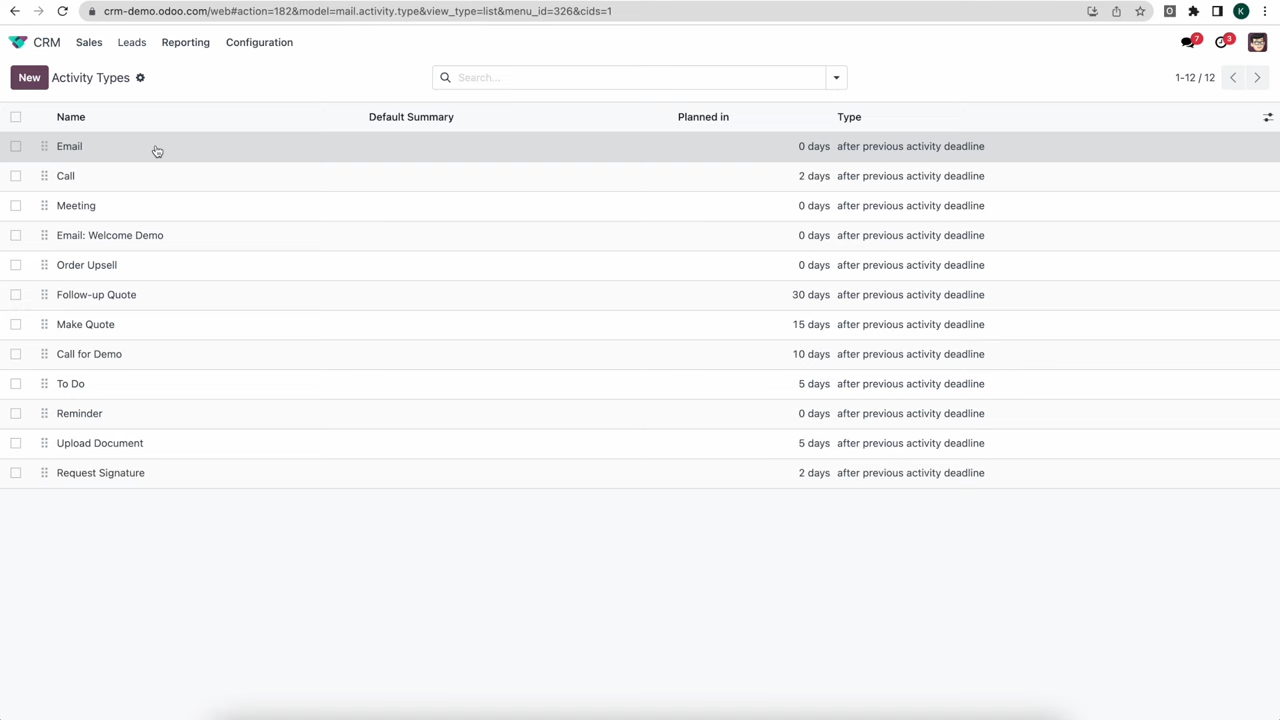 crm-demo.odoo.com/web#action=182&model=mail.activity.type&view_type=list&menu_id=326&cids=1
O
K
CRM Sales Leads Reporting Configuration
7
3
New Activity Types
Search...
1-12 / 12
Name Default Summary Planned in Type
Email 0 days after previous activity deadline
Call 2 days after previous activity deadline
Meeting 0 days after previous activity deadline
Email: Welcome Demo 0 days after previous activity deadline
Order Upsell 0 days after previous activity deadline
Follow-up Quote 30 days after previous activity deadline
Make Quote 15 days after previous activity deadline
Call for Demo 10 days after previous activity deadline
To Do 5 days after previous activity deadline
Reminder 0 days after previous activity deadline
Upload Document 5 days after previous activity deadline
Request Signature 2 days after previous activity deadline